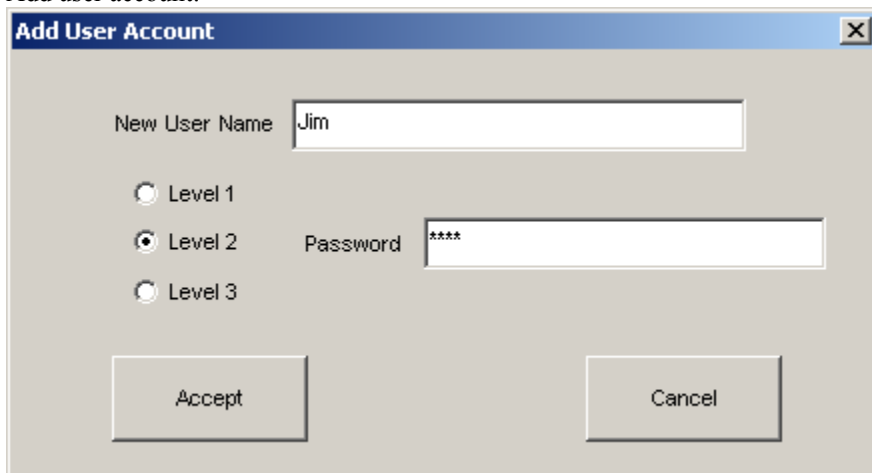 Add user account.
Add User Account
New User Name Jim
Level 1
Level 2 Password ****
Level 3
Accept Cancel